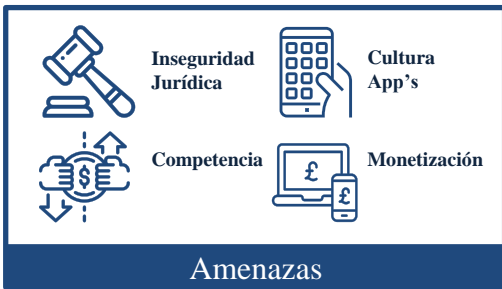 Inseguridad
Jurídica
Cultura
App's
Competencia
$
Monetización
£
£
Amenazas